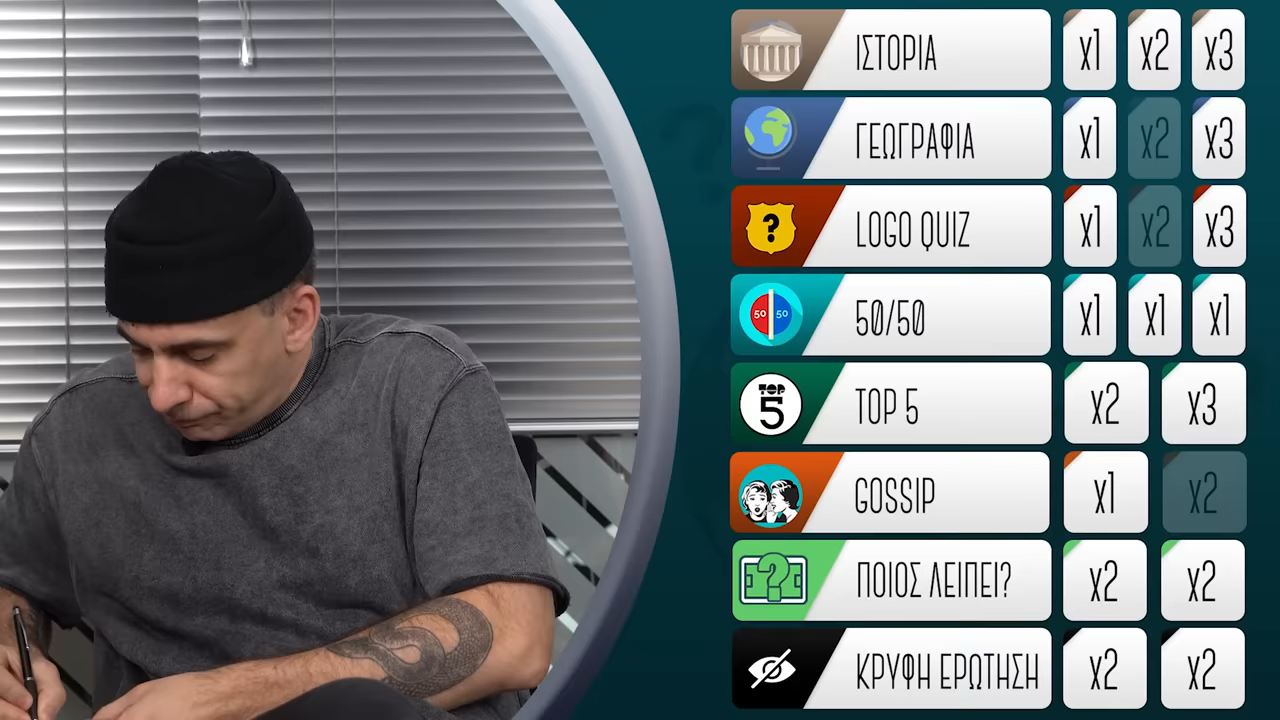 ΙΣΤΟΡΙΑ x1 x2 x3
ΓΕΩΓΡΑΦΙΑ x1 x2 x3
LOGO QUIZ x1 x2 x3
50 50 50/50 x1 x1 x1
TOP 5 TOP 5 x2 x3
GOSSIP x1 x2
ΠΟΙΟΣ ΛΕΙΠΕΙ? x2 x2
ΚΡΥΦΗ ΕΡΩΤΗΣΗ x2 x2